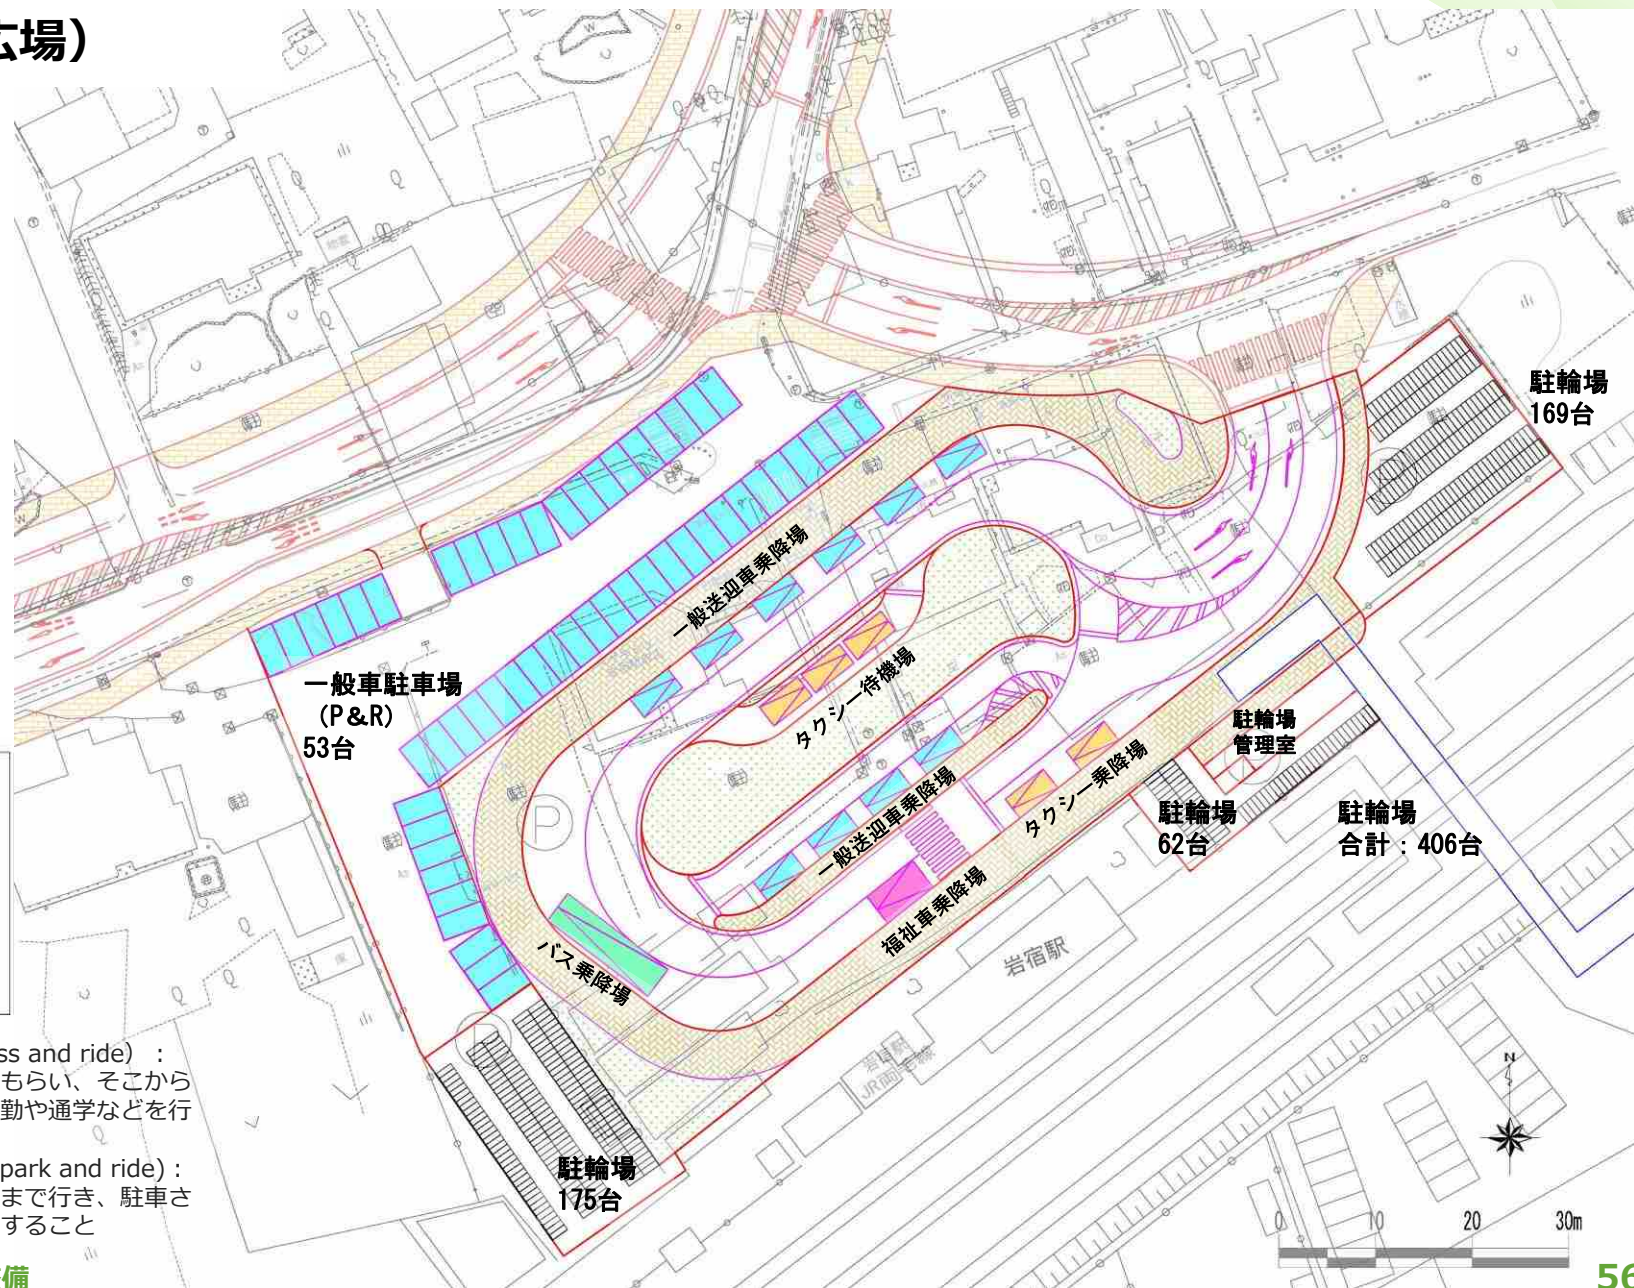 広場）
駐輪場
169台
一般送迎車乗降場
タクシー待機場
一般車駐車場
（P&R）
53台
駐輪場
管理室
タクシー乗降場
一般送迎車乗降場
駐輪場
62台
駐輪場
合計：406台
P
福祉車乗降場
バス乗降場
岩宿駅
岩宿駅
ss and ride）：
もらい、そこから
勤や通学などを行
park and ride)：
まで行き、駐車さ
すること
駐輪場
175台
N
0 10 20 30m
備
56